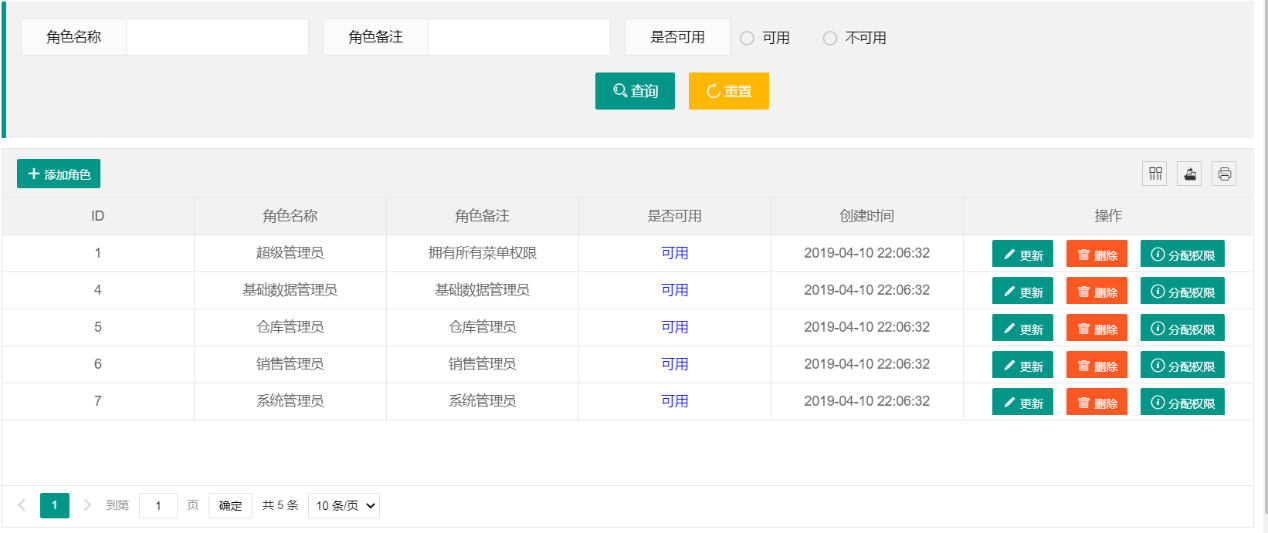 角色名称 角色备注 是否可用 可用 不可用
查询 重置
添加角色
ID 角色名称 角色备注 是否可用 创建时间 操作
1 超级管理员 拥有所有菜单权限 可用 2019-04-10 22:06:32 更新 删除 分配权限
4 基础数据管理员 基础数据管理员 可用 2019-04-10 22:06:32 更新 删除 分配权限
5 仓库管理员 仓库管理员 可用 2019-04-10 22:06:32 更新 删除 分配权限
6 销售管理员 销售管理员 可用 2019-04-10 22:06:32 更新 删除 分配权限
7 系统管理员 系统管理员 可用 2019-04-10 22:06:32 更新 删除 分配权限
1 到第 1 页 确定 共 5 条 10 条/页